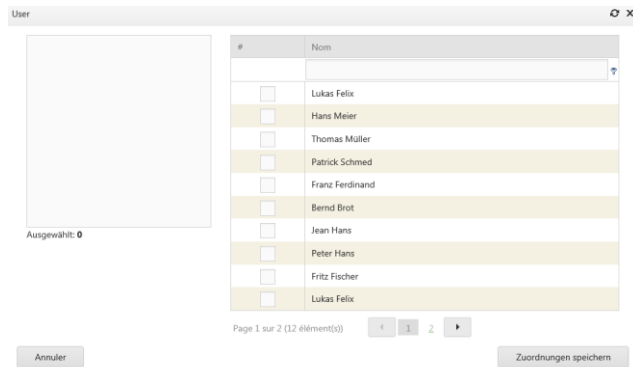 User
# Nom
Lukas Felix
Hans Meier
Thomas Müller
Patrick Schmed
Franz Ferdinand
Bernd Brot
Jean Hans
Peter Hans
Fritz Fischer
Lukas Felix
Ausgewählt: 0
Page 1 sur 2 (12 élément(s)) 1 2
Annuler Zuordnungen speichern